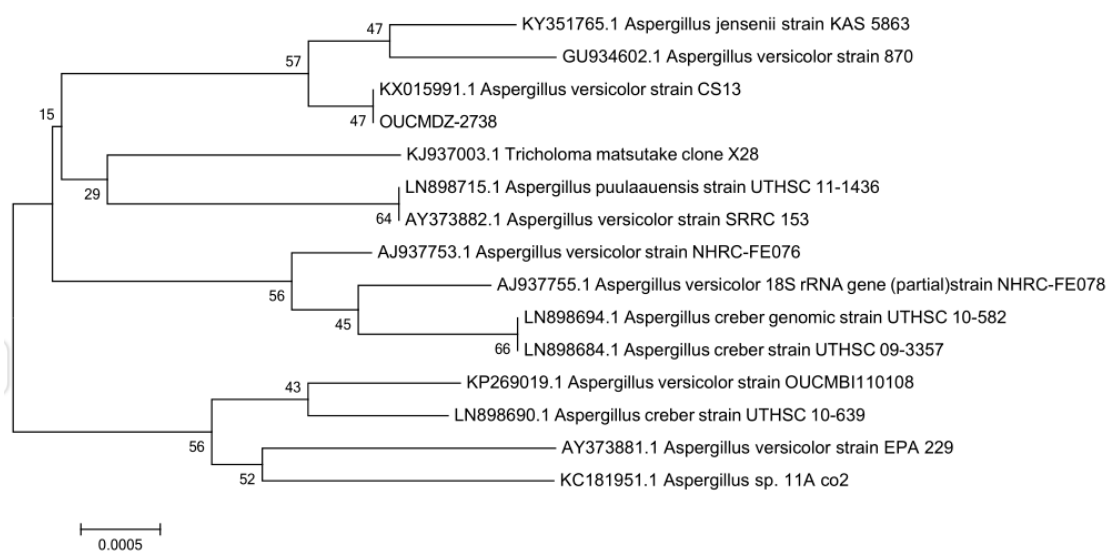 47
KY351765.1 Aspergillus jensenii strain KAS 5863
GU934602.1 Aspergillus versicolor strain 870
57
KX015991.1 Aspergillus versicolor strain CS13
47
OUCMDZ-2738
15
KJ937003.1 Tricholoma matsutake clone X28
29
LN898715.1 Aspergillus puulaauensis strain UTHSC 11-1436
64
AY373882.1 Aspergillus versicolor strain SRRC 153
AJ937753.1 Aspergillus versicolor strain NHRC-FE076
56
AJ937755.1 Aspergillus versicolor 18S rRNA gene (partial)strain NHRC-FE078
45
LN898694.1 Aspergillus creber genomic strain UTHSC 10-582
66
LN898684.1 Aspergillus creber strain UTHSC 09-3357
43
KP269019.1 Aspergillus versicolor strain OUCMBI110108
LN898690.1 Aspergillus creber strain UTHSC 10-639
56
AY373881.1 Aspergillus versicolor strain EPA 229
52
KC181951.1 Aspergillus sp. 11A co2
0.0005